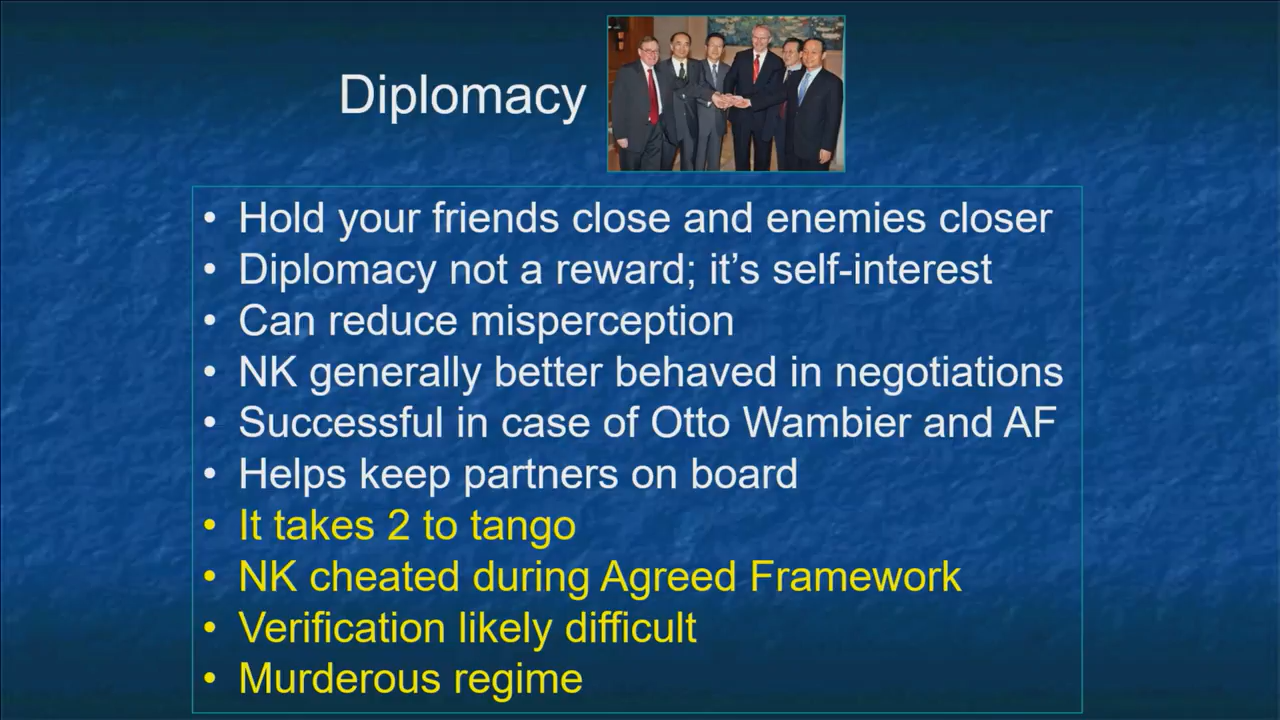 Diplomacy
• Hold your friends close and enemies closer
• Diplomacy not a reward; it’s self-interest
• Can reduce misperception
• NK generally better behaved in negotiations
• Successful in case of Otto Wambier and AF
• Helps keep partners on board
• It takes 2 to tango
• NK cheated during Agreed Framework
• Verification likely difficult
• Murderous regime